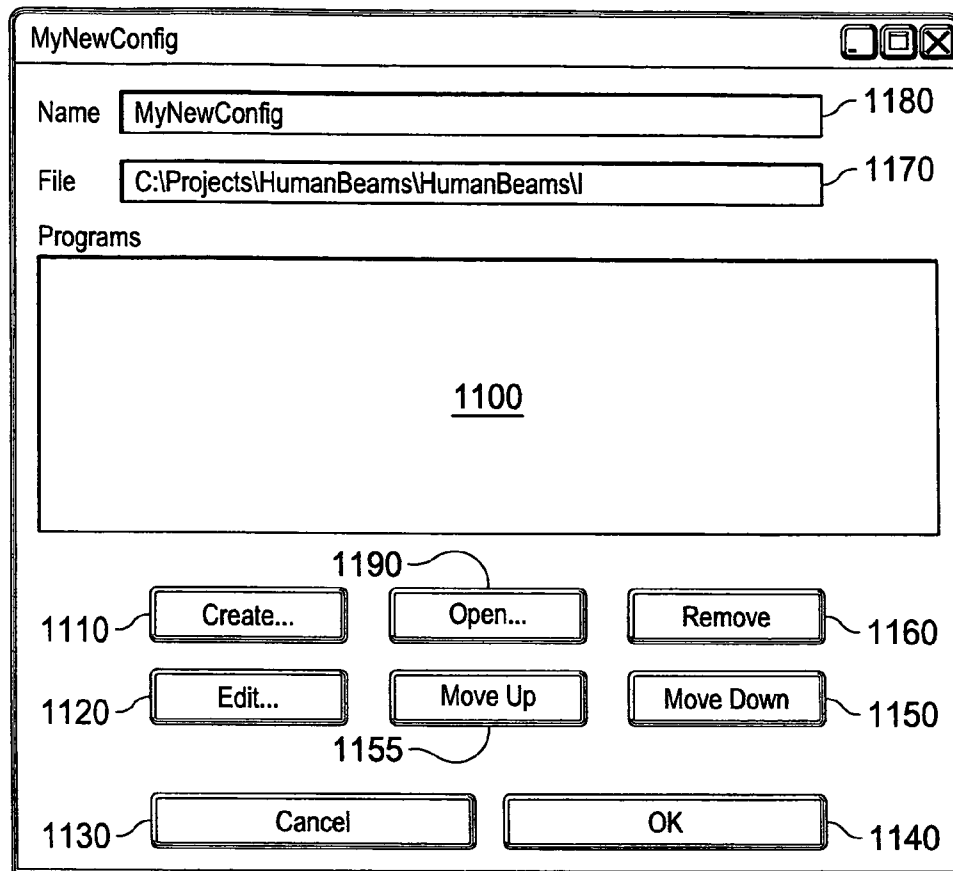 MyNewConfig
Name MyNewConfig 1180
File C:\Projects\HumanBeams\HumanBeams\I 1170
Programs
1100
1190
1110 Create... Open... Remove 1160
1120 Edit... Move Up Move Down 1150
1155
1130 Cancel OK 1140